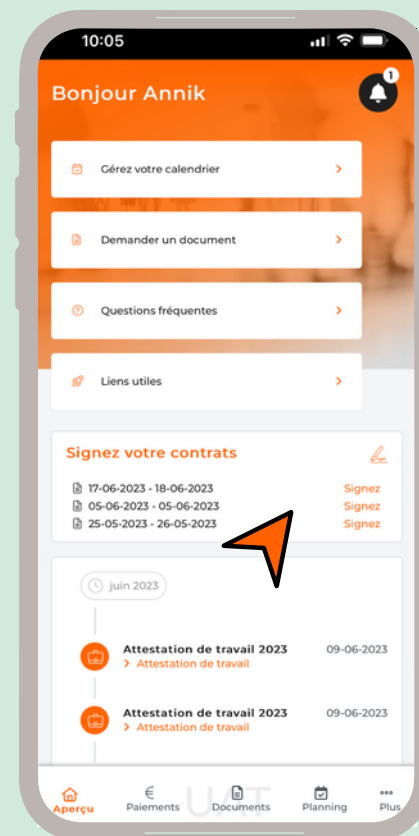 10:05
Bonjour Annik
1
Gérez votre calendrier
Demander un document
Questions fréquentes
Liens utiles
Signez votre contrats
17-06-2023 - 18-06-2023 Signez
05-06-2023 - 05-06-2023 Signez
25-05-2023 - 26-05-2023 Signez
juin 2023
Attestation de travail 2023 09-06-2023
> Attestation de travail
Attestation de travail 2023 09-06-2023
> Attestation de travail
UAT
Aperçu Paiements Documents Planning Plus